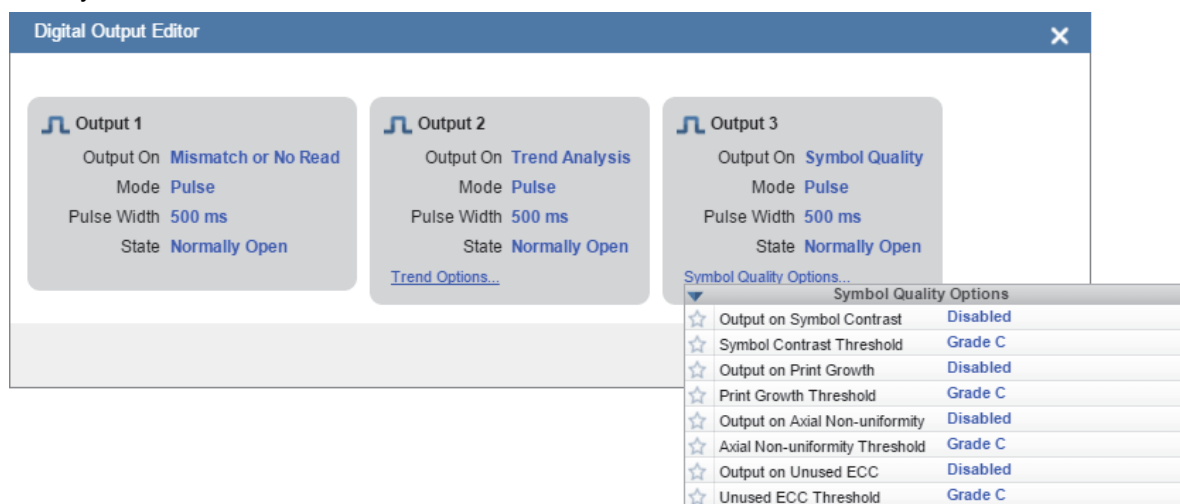 Digital Output Editor
Output 1
Output On Mismatch or No Read
Mode Pulse
Pulse Width 500 ms
State Normally Open
Output 2
Output On Trend Analysis
Mode Pulse
Pulse Width 500 ms
State Normally Open
Trend Options...
Output 3
Output On Symbol Quality
Mode Pulse
Pulse Width 500 ms
State Normally Open
Symbol Quality Options...
Symbol Quality Options
Output on Symbol Contrast Disabled
Symbol Contrast Threshold Grade C
Output on Print Growth Disabled
Print Growth Threshold Grade C
Output on Axial Non-uniformity Disabled
Axial Non-uniformity Threshold Grade C
Output on Unused ECC Disabled
Unused ECC Threshold Grade C